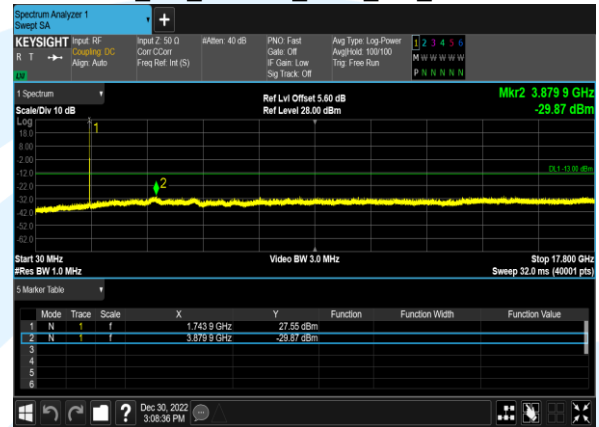 Spectrum Analyzer 1
Swept SA
KEYSIGHT
R T
LW
Input: RF
Coupling: DC
Align: Auto
Input Z: 50 Ω
Corr CCorr
Freq Ref: Int (S)
#Atten: 40 dB
PNO: Fast
Gate: Off
IF Gain: Low
Sig Track: Off
Avg Type: Log-Power
Avg|Hold: 100/100
Trig: Free Run
1 2 3 4 5 6
M W W W W W
P N N N N N
1 Spectrum
Scale/Div 10 dB
Ref Lvl Offset 5.60 dB
Ref Level 28.00 dBm
Mkr2 3.879 9 GHz
-29.87 dBm
Log
1
18.0
8.00
-2.00
DL1 -13.00 dBm
-12.0
2
-22.0
-32.0
-42.0
-52.0
-62.0
Start 30 MHz
#Res BW 1.0 MHz
Video BW 3.0 MHz
Stop 17.800 GHz
Sweep 32.0 ms (40001 pts)
5 Marker Table
Mode Trace Scale X Y Function Function Width Function Value
1 N 1 f 1.743 9 GHz 27.55 dBm
2 N 1 f 3.879 9 GHz -29.87 dBm
3
4
5
6
?
Dec 30, 2022
3:08:36 PM